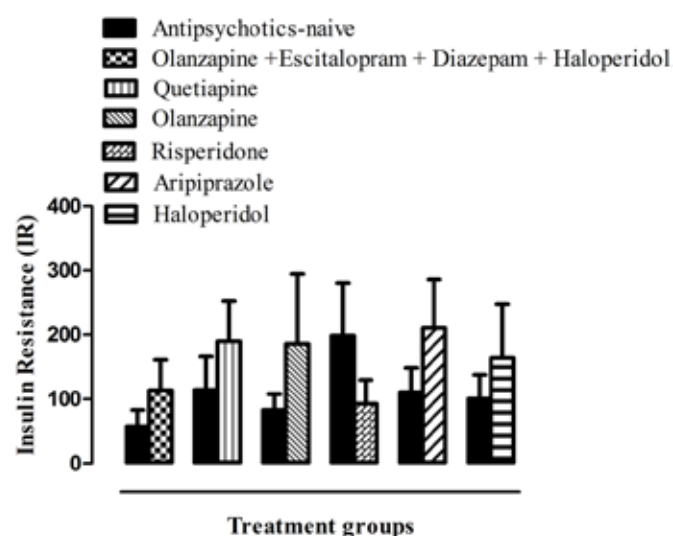 Antipsychotics-naive
Olanzapine +Escitalopram + Diazepam + Haloperidol
Quetiapine
Olanzapine
Risperidone
Aripiprazole
Haloperidol
Insulin Resistance (IR)
400
300
200
100
0
Treatment groups